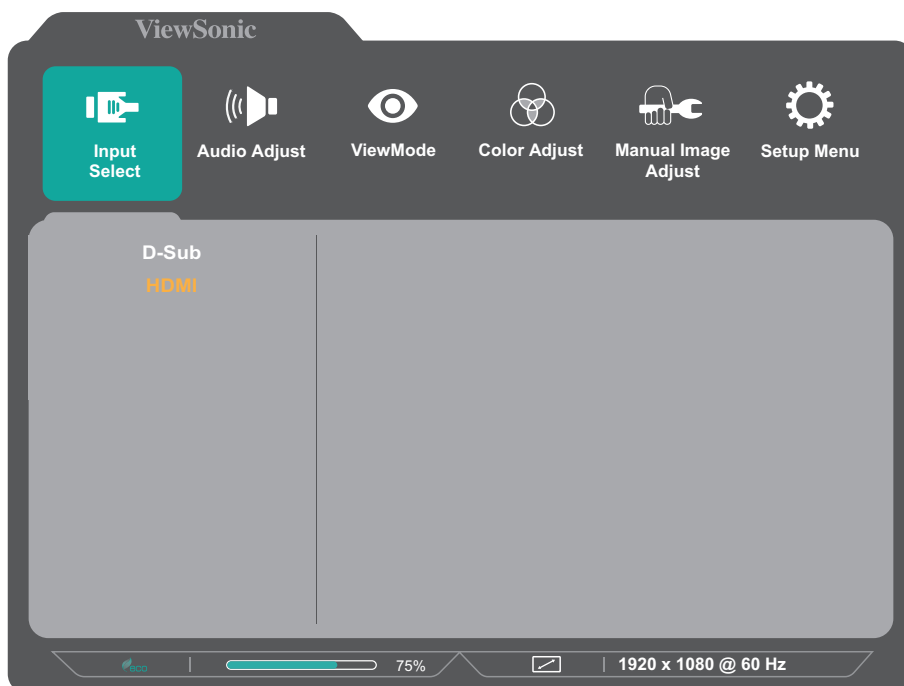 ViewSonic
Input Select
Audio Adjust
ViewMode
Color Adjust
Manual Image Adjust
Setup Menu
D-Sub
HDMI
eco
75%
1920 x 1080 @ 60 Hz